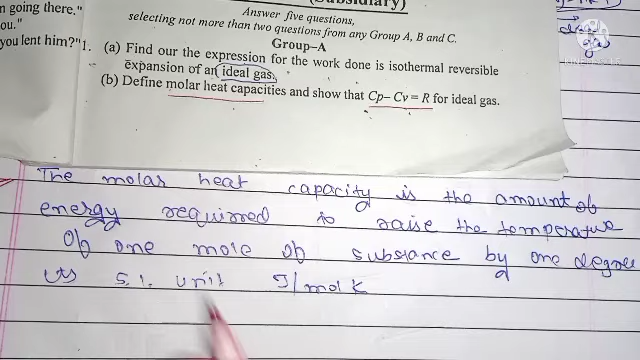 n going there."
ou."
you lent him?"
(Subsidiary)
Answer five questions,
selecting not more than two questions from any Group A, B and C.
Group–A
1. (a) Find our the expression for the work done is isothermal reversible
expansion of an ideal gas.
(b) Define molar heat capacities and show that Cp– Cv = R for ideal gas.
gas
The molar heat capacity is the amount of
energy required to raise the temperature
of one mole of substance by one degree
Its S.I. unit J/mol K